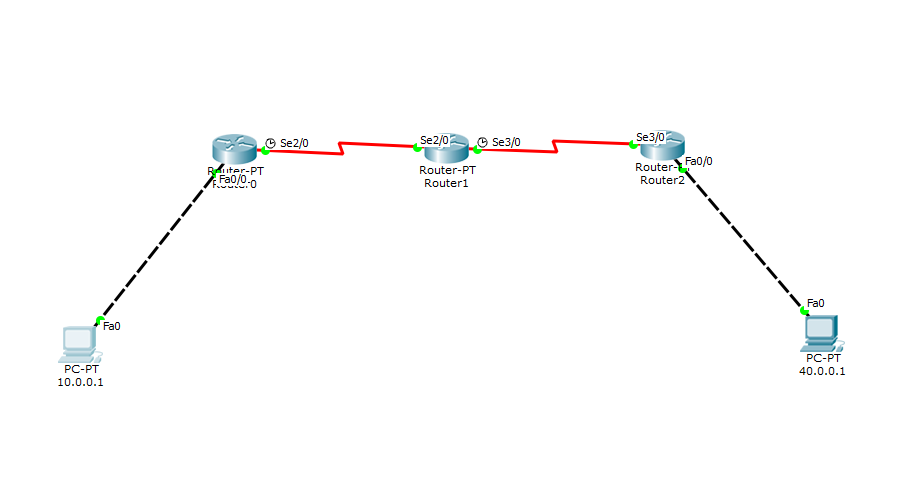 Se2/0
Se2/0
Se3/0
Se3/0
Router-PT
Fa0/0
Router-PT
Router1
Router-
Router2
Fa0/0
Fa0
PC-PT
10.0.0.1
Fa0
PC-PT
40.0.0.1